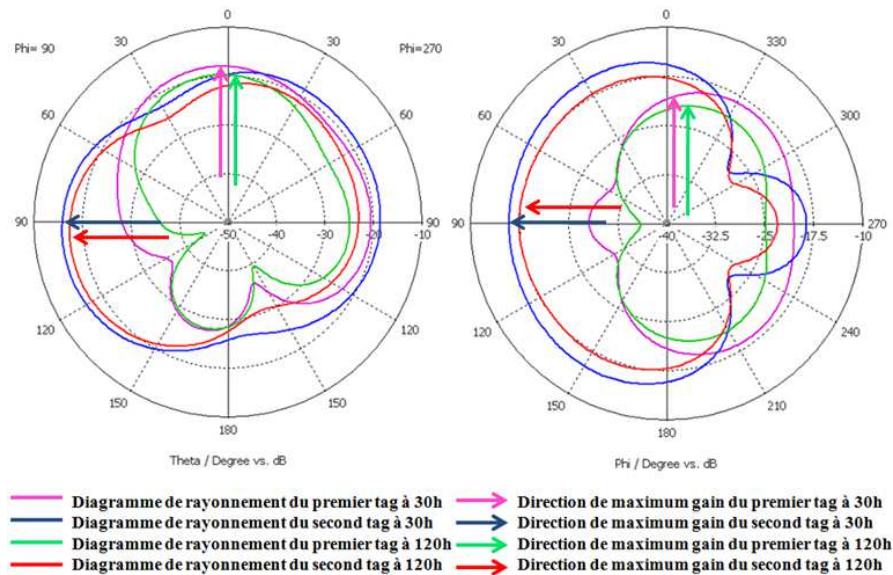 0
Phi= 90
30
30
Phi=270
60
60
90
-50
-40
-30
-20
-10
90
120
120
150
150
180
Theta / Degree vs. dB
0
30
330
60
300
90
-40
-32.5
-25
-17.5
-10
270
120
240
150
210
180
Phi / Degree vs. dB
Diagramme de rayonnement du premier tag à 30h
Diagramme de rayonnement du second tag à 30h
Diagramme de rayonnement du premier tag à 120h
Diagramme de rayonnement du second tag à 120h
Direction de maximum gain du premier tag à 30h
Direction de maximum gain du second tag à 30h
Direction de maximum gain du premier tag à 120h
Direction de maximum gain du second tag à 120h